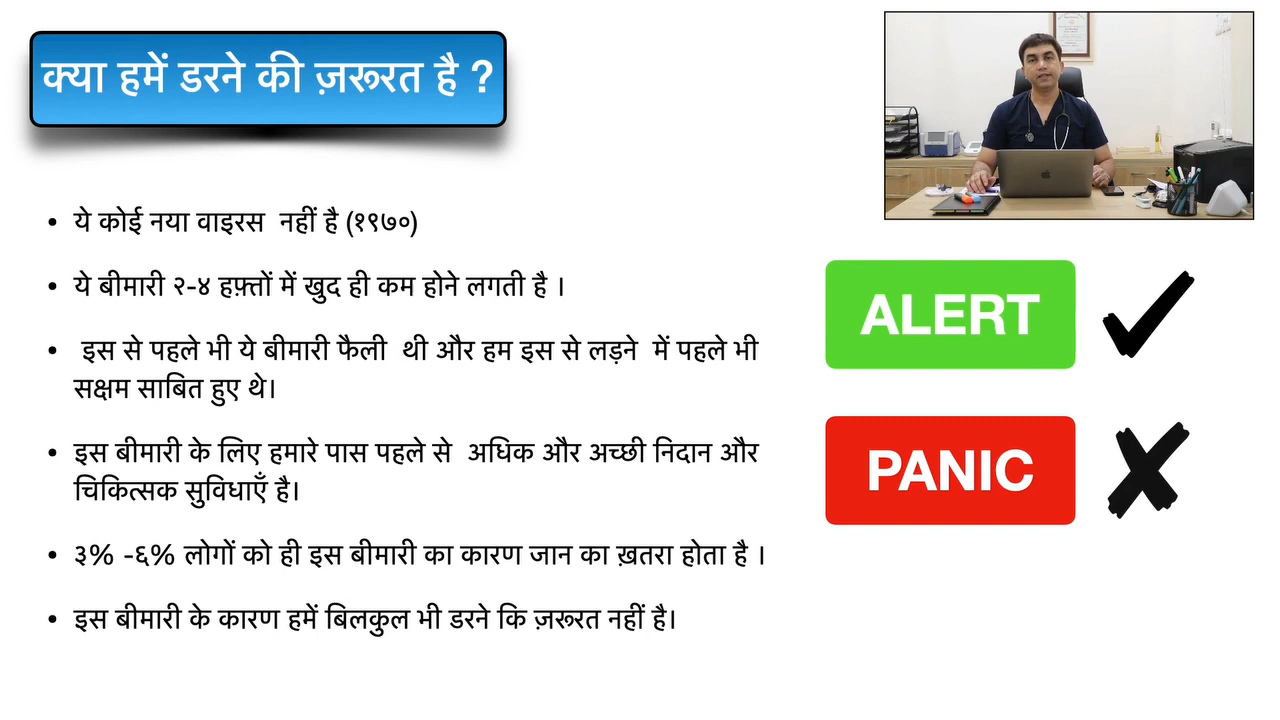 क्या हमें डरने की ज़रूरत है ?
• ये कोई नया वाइरस नहीं है (१९७०)
• ये बीमारी २-४ हफ़्तों में खुद ही कम होने लगती है ।
• इस से पहले भी ये बीमारी फैली थी और हम इस से लड़ने में पहले भी
सक्षम साबित हुए थे।
• इस बीमारी के लिए हमारे पास पहले से अधिक और अच्छी निदान और
चिकित्सक सुविधाएँ है।
• ३% -६% लोगों को ही इस बीमारी का कारण जान का ख़तरा होता है ।
• इस बीमारी के कारण हमें बिलकुल भी डरने कि ज़रूरत नहीं है।
ALERT
PANIC